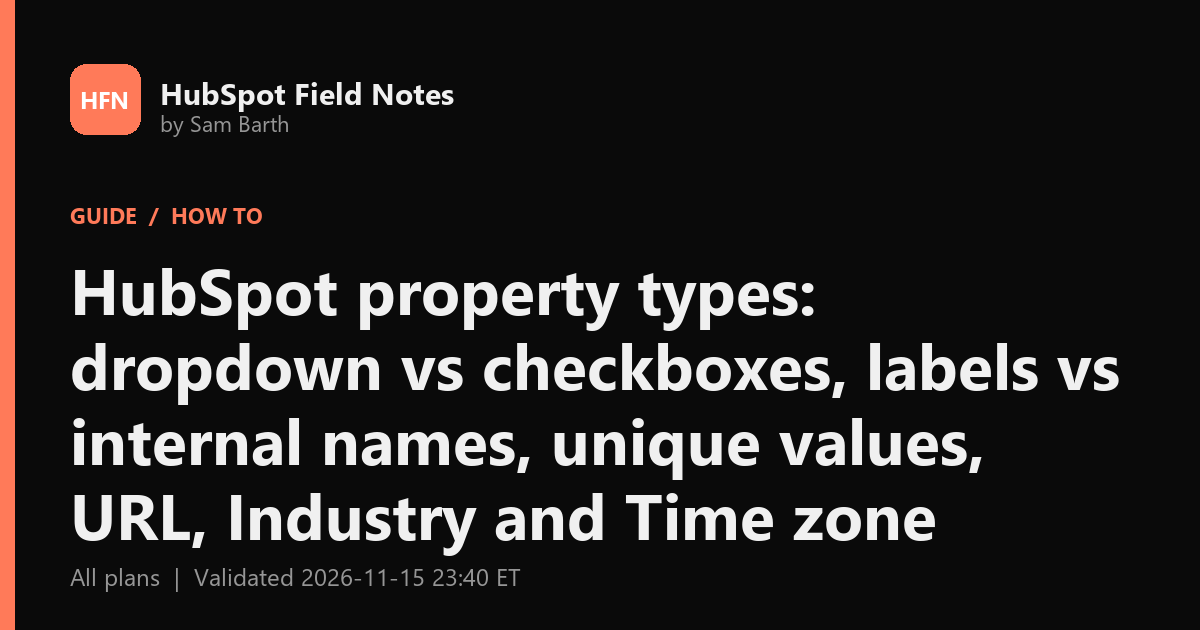 HFN
HubSpot Field Notes
by Sam Barth
GUIDE / HOW TO
HubSpot property types:
dropdown vs checkboxes, labels vs
internal names, unique values,
URL, Industry and Time zone
All plans | Validated 2026-11-15 23:40 ET